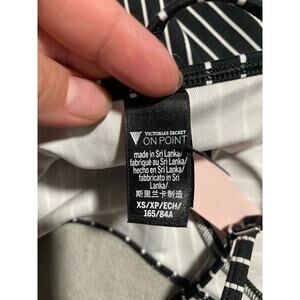 VICTORIA'S SECRET
ON POINT
made in Sri Lanka/
fabriqué au Sri Lanka/
hecho en Sri Lanka/
fabbricato in Sri Lanka/
斯里兰卡制造
XS/XP/ECH/
165/84A